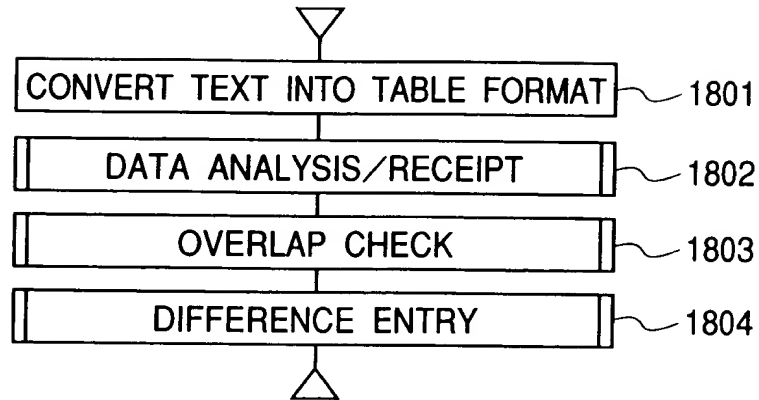 CONVERT TEXT INTO TABLE FORMAT 1801
DATA ANALYSIS/RECEIPT 1802
OVERLAP CHECK 1803
DIFFERENCE ENTRY 1804